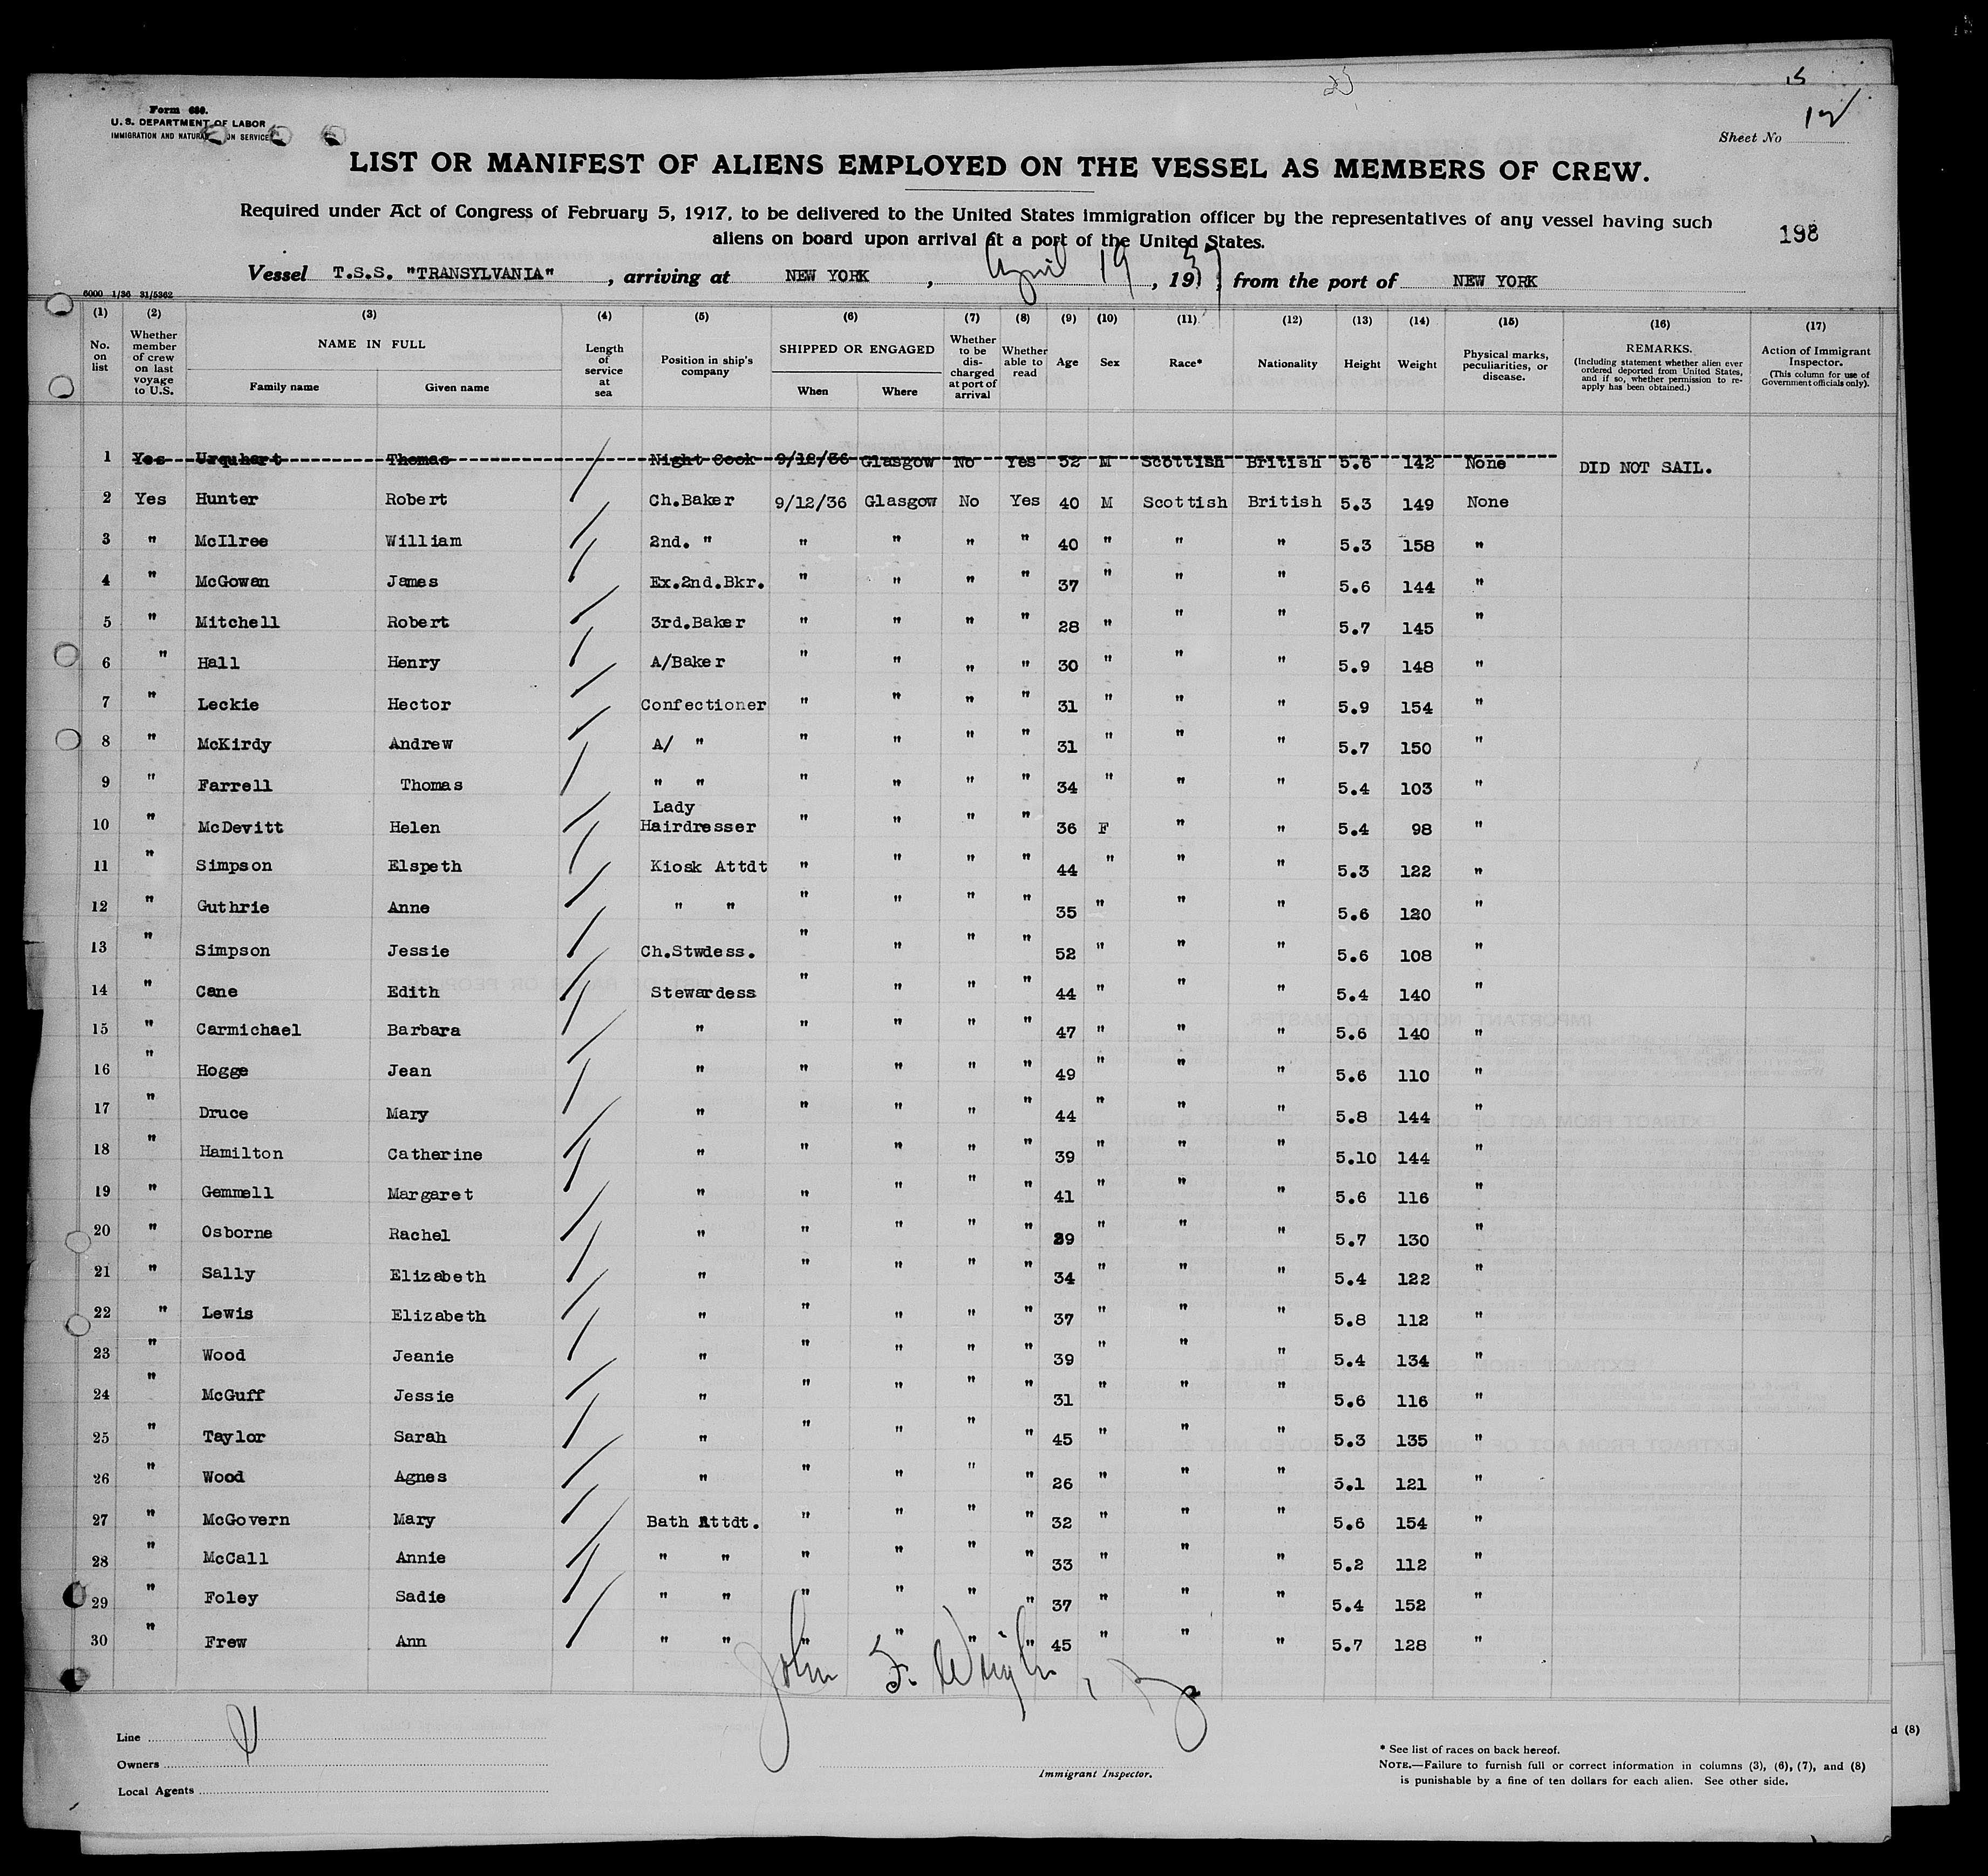 Form 680.
U. S. DEPARTMENT OF LABOR
IMMIGRATION AND NATURALIZATION SERVICE
Sheet No
LIST OR MANIFEST OF ALIENS EMPLOYED ON THE VESSEL AS MEMBERS OF CREW.
Required under Act of Congress of February 5, 1917, to be delivered to the United States immigration officer by the representatives of any vessel having such
aliens on board upon arrival at a port of the United States.
198
Vessel T.S.S. "TRANSYLVANIA", arriving at NEW YORK, April 19, 1937, from the port of NEW YORK
6000 1/36 31/5362
(1) (2) (3) (4) (5) (6) (7) (8) (9) (10) (11) (12) (13) (14) (15) (16) (17)
No. on list
Whether member of crew on last voyage to U.S.
NAME IN FULL
Family name Given name
Length of service at sea
Position in ship's company
SHIPPED OR ENGAGED
When Where
Whether to be discharged at port of arrival
Whether able to read
Age
Sex
Race*
Nationality
Height
Weight
Physical marks, peculiarities, or disease.
REMARKS.
(Including statement whether alien ever ordered deported from United States, and if so, whether permission to re-apply has been obtained.)
Action of Immigrant Inspector.
(This column for use of Government officials only).
1 Yes Urquhart Thomas Night Cook 9/12/36 Glasgow No Yes 52 M Scottish British 5.6 142 None DID NOT SAIL.
2 Yes Hunter Robert Ch.Baker 9/12/36 Glasgow No Yes 40 M Scottish British 5.3 149 None
3 " McIlree William 2nd. " " " " " 40 " " " 5.3 158 "
4 " McGowan James Ex.2nd.Bkr. " " " " 37 " " " 5.6 144 "
5 " Mitchell Robert 3rd.Baker " " " " 28 " " " 5.7 145 "
6 " Hall Henry A/Baker " " " " 30 " " " 5.9 148 "
7 " Leckie Hector Confectioner " " " " 31 " " " 5.9 154 "
8 " McKirdy Andrew A/ " " " " " 31 " " " 5.7 150 "
9 " Farrell Thomas " " " " " " 34 " " " 5.4 103 "
10 " McDevitt Helen Lady Hairdresser " " " " 36 F " " 5.4 98 "
11 " Simpson Elspeth Kiosk Attdt " " " " 44 " " " 5.3 122 "
12 " Guthrie Anne " " " " " " 35 " " " 5.6 120 "
13 " Simpson Jessie Ch.Stwdess. " " " " 52 " " " 5.6 108 "
14 " Cane Edith Stewardess " " " " 44 " " " 5.4 140 "
15 " Carmichael Barbara " " " " " 47 " " " 5.6 140 "
16 " Hogge Jean " " " " " 49 " " " 5.6 110 "
17 " Druce Mary " " " " " 44 " " " 5.8 144 "
18 " Hamilton Catherine " " " " " 39 " " " 5.10 144 "
19 " Gemmell Margaret " " " " " 41 " " " 5.6 116 "
20 " Osborne Rachel " " " " " 39 " " " 5.7 130 "
21 " Sally Elizabeth " " " " " 34 " " " 5.4 122 "
22 " Lewis Elizabeth " " " " " 37 " " " 5.8 112 "
23 " Wood Jeanie " " " " " 39 " " " 5.4 134 "
24 " McGuff Jessie " " " " " 31 " " " 5.6 116 "
25 " Taylor Sarah " " " " " 45 " " " 5.3 135 "
26 " Wood Agnes " " " " " 26 " " " 5.1 121 "
27 " McGovern Mary Bath Attdt. " " " " 32 " " " 5.6 154 "
28 " McCall Annie " " " " " " 33 " " " 5.2 112 "
29 " Foley Sadie " " " " " " 37 " " " 5.4 152 "
30 " Frew Ann " " " " " " 45 " " " 5.7 128 "
John F. Wright
Line
Owners
Local Agents
Immigrant Inspector.
* See list of races on back hereof.
NOTE.—Failure to furnish full or correct information in columns (3), (6), (7), and (8)
is punishable by a fine of ten dollars for each alien. See other side.
d (8)